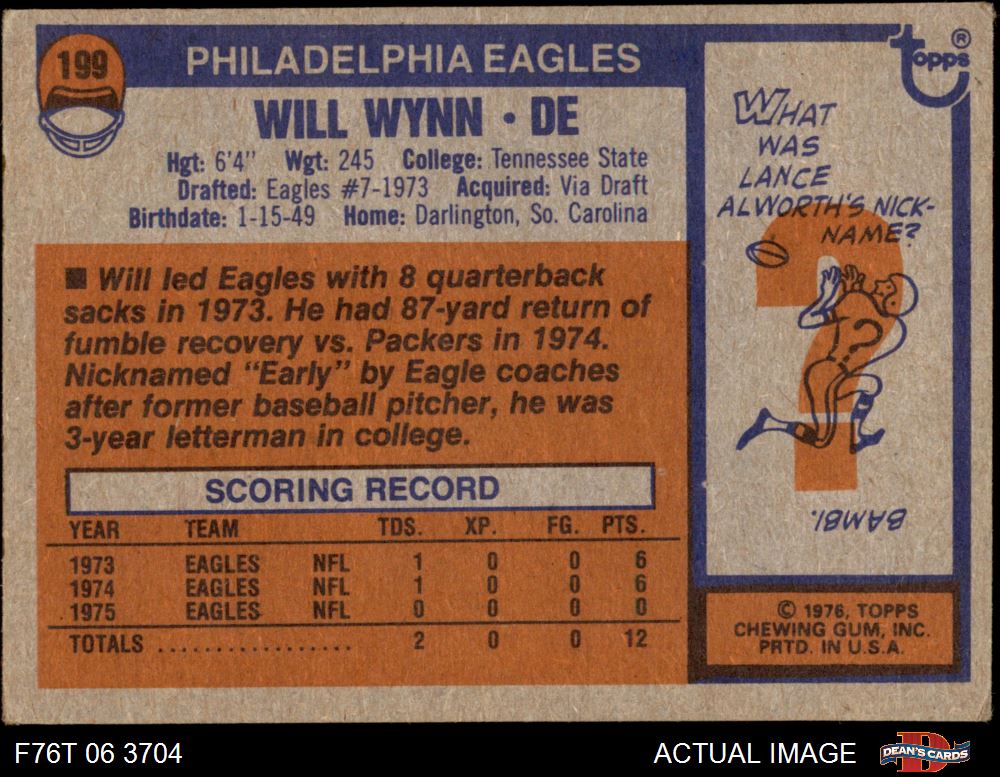 199
PHILADELPHIA EAGLES
WILL WYNN · DE
Hgt: 6'4" Wgt: 245 College: Tennessee State
Drafted: Eagles #7-1973 Acquired: Via Draft
Birthdate: 1-15-49 Home: Darlington, So. Carolina
■ Will led Eagles with 8 quarterback
sacks in 1973. He had 87-yard return of
fumble recovery vs. Packers in 1974.
Nicknamed "Early" by Eagle coaches
after former baseball pitcher, he was
3-year letterman in college.
SCORING RECORD
YEAR TEAM TDS. XP. FG. PTS.
1973 EAGLES NFL 1 0 0 6
1974 EAGLES NFL 1 0 0 6
1975 EAGLES NFL 0 0 0 0
TOTALS .................. 2 0 0 12
topps®
WHAT
WAS
LANCE
ALWORTH'S NICK-
NAME?
?
BAMBI.
© 1976, TOPPS
CHEWING GUM, INC.
PRTD. IN U.S.A.
F76T 06 3704
ACTUAL IMAGE
D
DEAN'S CARDS